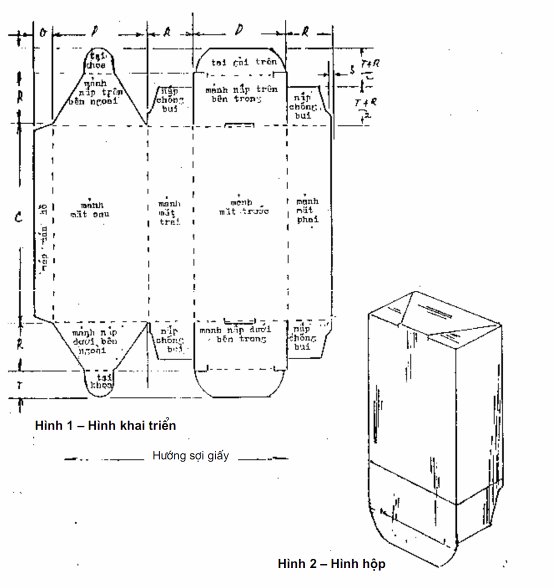 D
R
D
R
tai
khoá
tai cài trên
T+R
2
S
R
mảnh
nắp trên
bên ngoài
nắp
chống
bụi
mảnh nắp trên
bên trong
nắp
chống
bụi
T+R
2
C
mảnh
mặt sau
mảnh
mặt trái
mảnh
mặt trước
mảnh
mặt phải
R
mảnh nắp
dưới bên
ngoài
nắp
chống
bụi
mảnh nắp dưới
bên trong
nắp
chống
bụi
T
tai
khoá
Hình 1 – Hình khai triển
Hướng sợi giấy
Hình 2 – Hình hộp